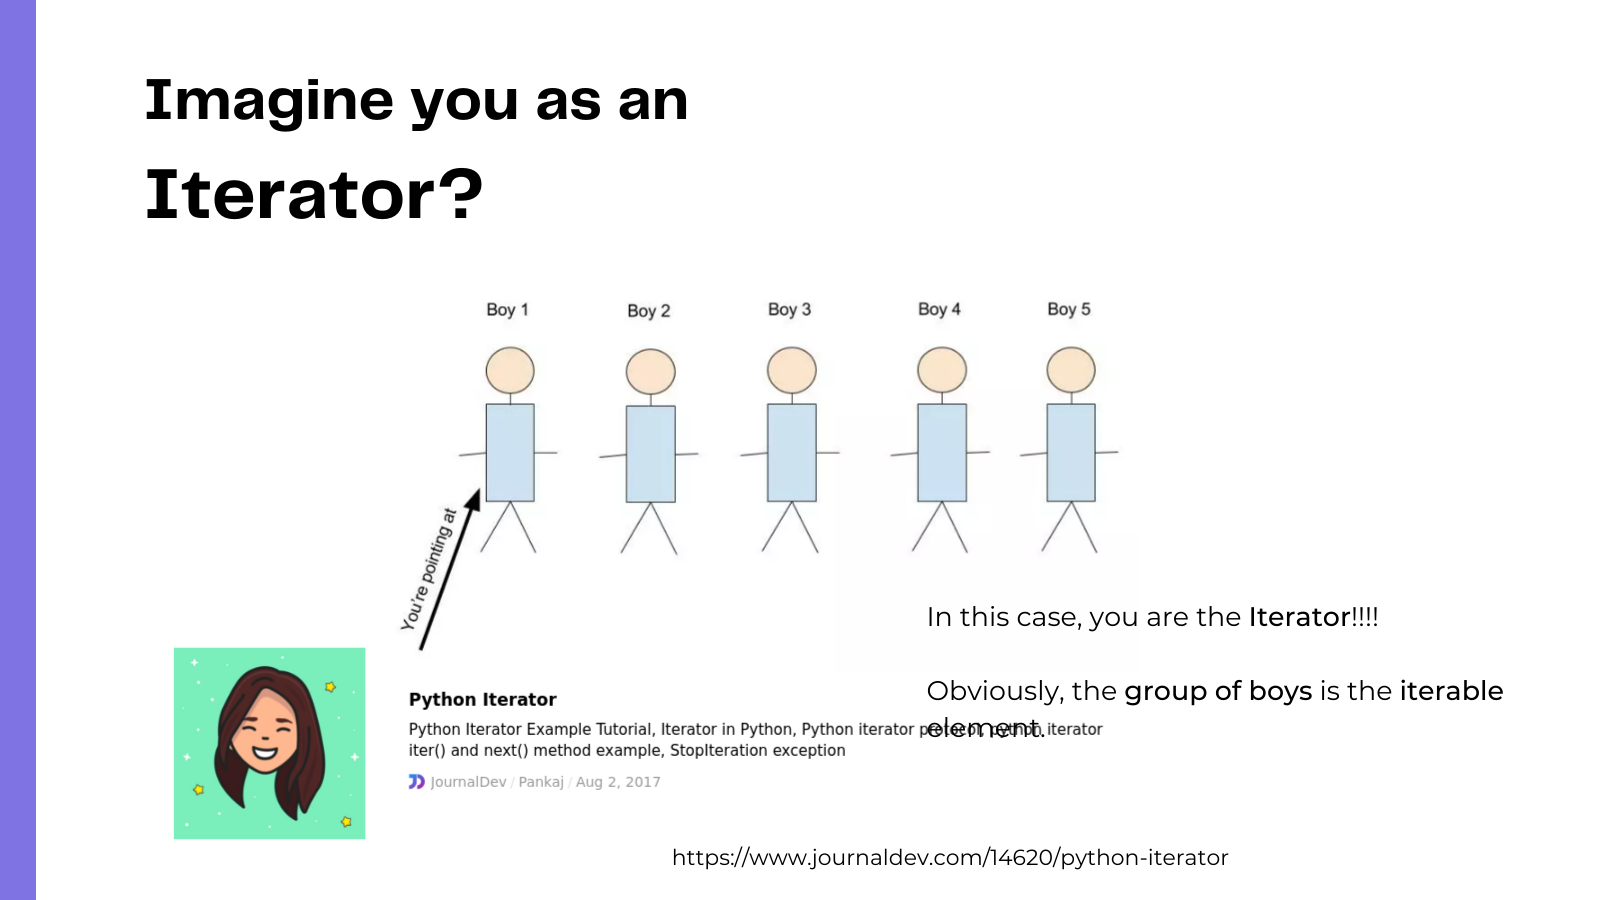 Imagine you as an
Iterator?
Boy 1 Boy 2 Boy 3 Boy 4 Boy 5
You're pointing at
In this case, you are the Iterator!!!!
Obviously, the group of boys is the iterable
element.
Python Iterator
Python Iterator Example Tutorial, Iterator in Python, Python iterator protocol, python iterator
iter() and next() method example, StopIteration exception
JournalDev / Pankaj / Aug 2, 2017
https://www.journaldev.com/14620/python-iterator